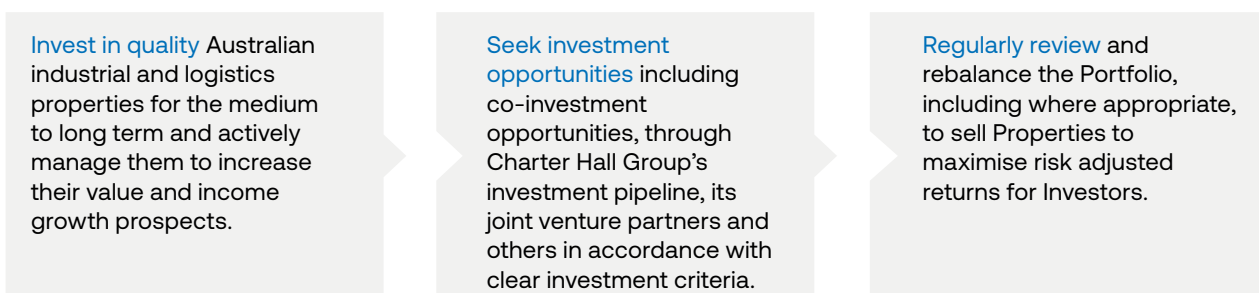 Invest in quality Australian
industrial and logistics
properties for the medium
to long term and actively
manage them to increase
their value and income
growth prospects.
Seek investment
opportunities including
co-investment
opportunities, through
Charter Hall Group’s
investment pipeline, its
joint venture partners and
others in accordance with
clear investment criteria.
Regularly review and
rebalance the Portfolio,
including where appropriate,
to sell Properties to
maximise risk adjusted
returns for Investors.